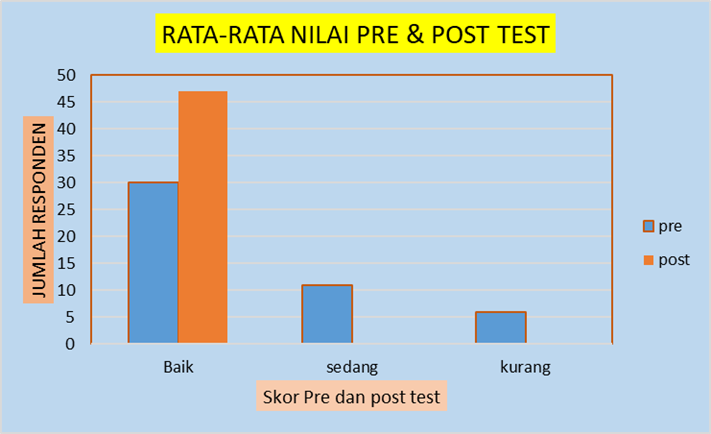 RATA-RATA NILAI PRE & POST TEST
JUMLAH RESPONDEN
50
45
40
35
30
25
20
15
10
5
0
Baik
sedang
kurang
Skor Pre dan post test
pre
post